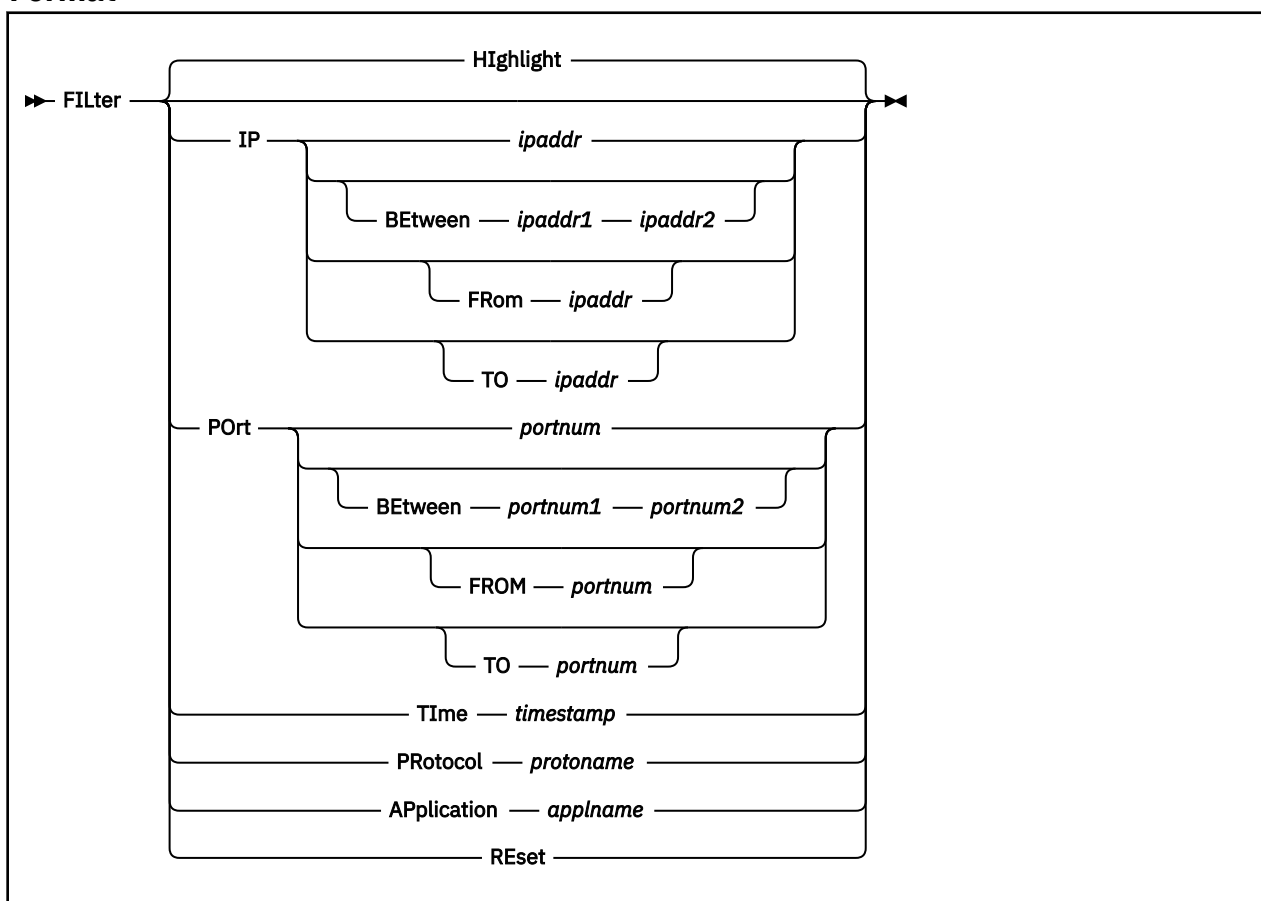 HIghlight
FILter
IP ipaddr
BEtween ipaddr1 ipaddr2
FRom ipaddr
TO ipaddr
POrt portnum
BEtween portnum1 portnum2
FROM portnum
TO portnum
TIme timestamp
PRotocol protoname
APplication applname
REset